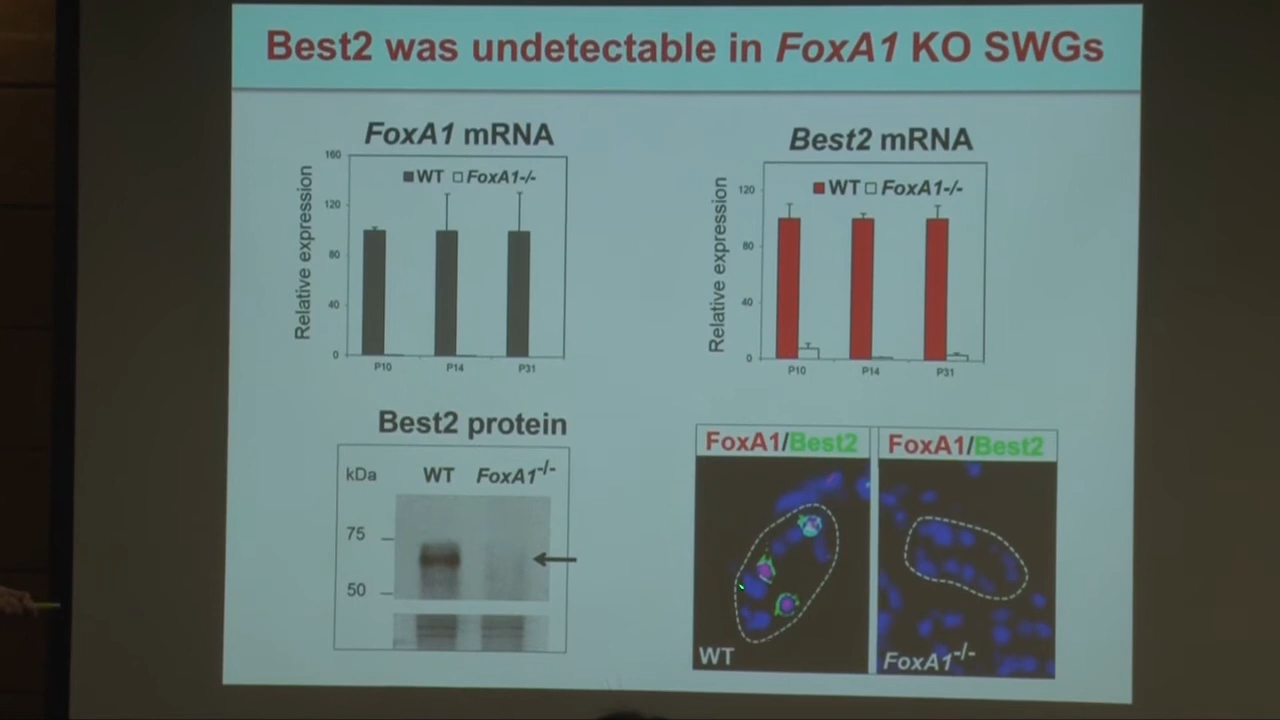 Best2 was undetectable in FoxA1 KO SWGs
FoxA1 mRNA
160
120
80
40
0
Relative expression
WT FoxA1-/-
P10 P14 P31
Best2 mRNA
120
80
40
0
Relative expression
WT FoxA1-/-
P10 P14 P31
Best2 protein
kDa WT FoxA1-/-
75
50
FoxA1/Best2
WT
FoxA1/Best2
FoxA1-/-